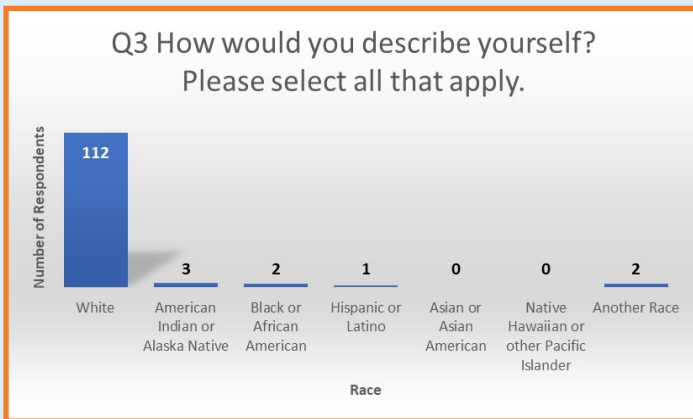 Q3 How would you describe yourself?
Please select all that apply.
Number of Respondents
112
3
2
1
0
0
2
White
American
Indian or
Alaska Native
Black or
African
American
Hispanic or
Latino
Asian or
Asian
American
Native
Hawaiian or
other Pacific
Islander
Another Race
Race